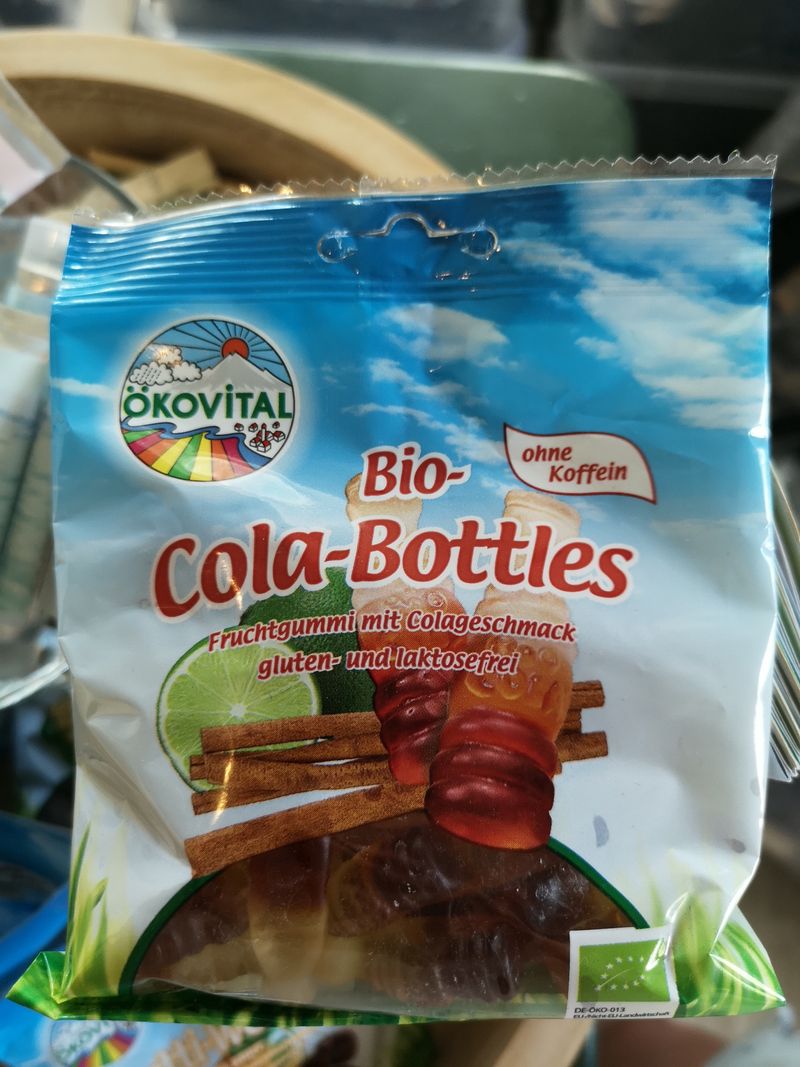 ÖKOVITAL
ohne
Koffein
Bio-
Cola-Bottles
Fruchtgummi mit Colageschmack
gluten- und laktosefrei
DE-ÖKO-013
EU-/Nicht-EU-Landwirtschaft
ÖKOVITAL